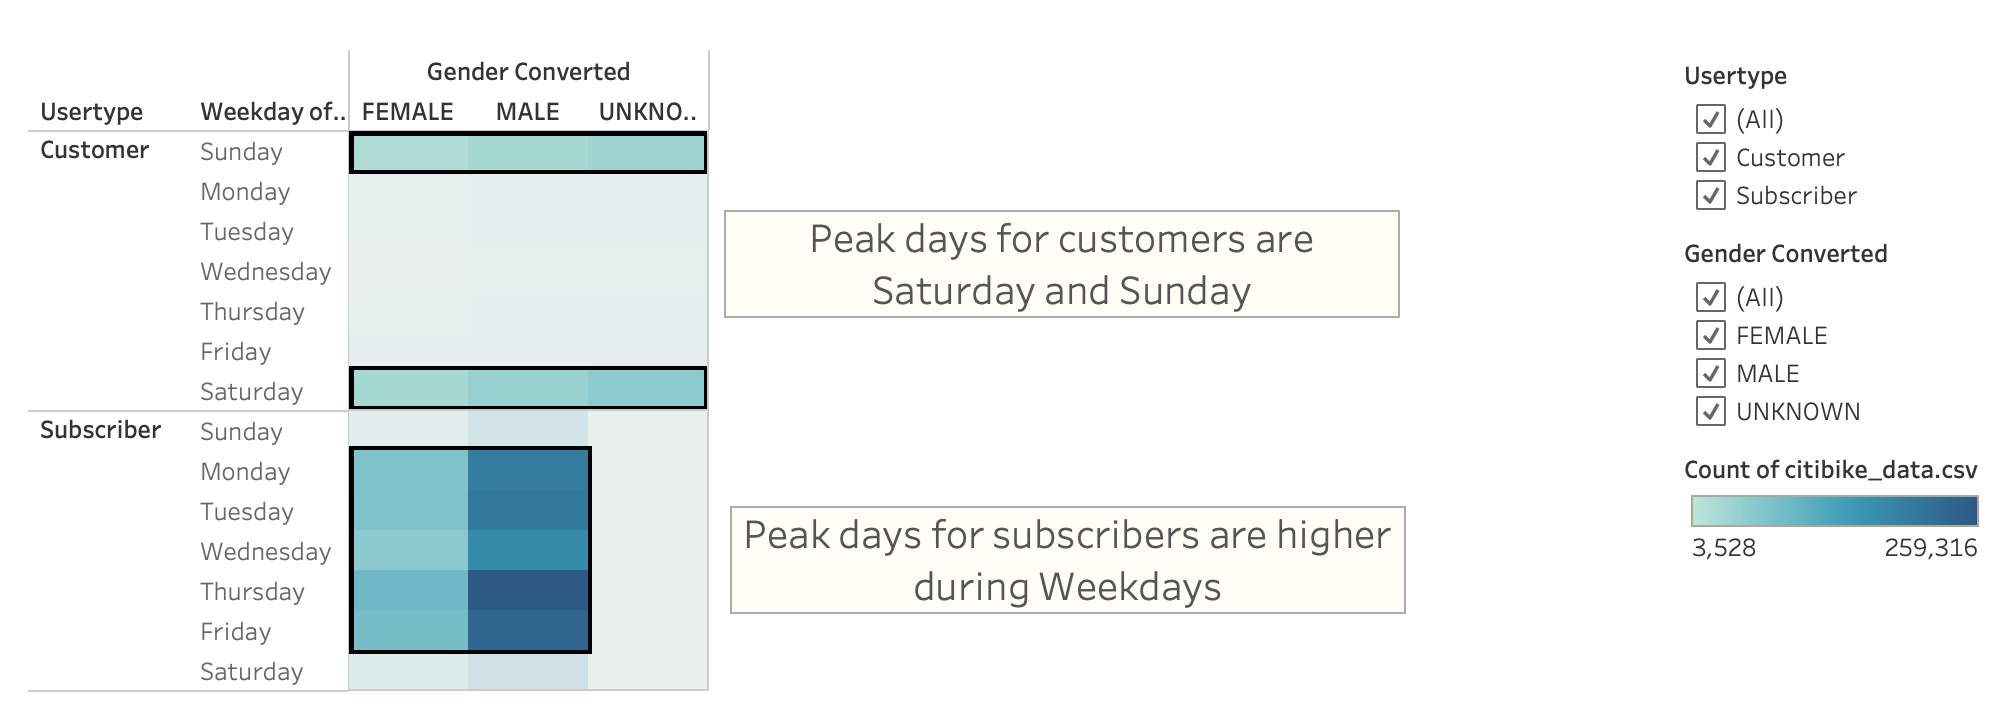 Gender Converted
Usertype Weekday of.. FEMALE MALE UNKNO..
Customer Sunday
Monday
Tuesday
Wednesday
Thursday
Friday
Saturday
Subscriber Sunday
Monday
Tuesday
Wednesday
Thursday
Friday
Saturday
Peak days for customers are
Saturday and Sunday
Peak days for subscribers are higher
during Weekdays
Usertype
(All)
Customer
Subscriber
Gender Converted
(All)
FEMALE
MALE
UNKNOWN
Count of citibike_data.csv
3,528 259,316